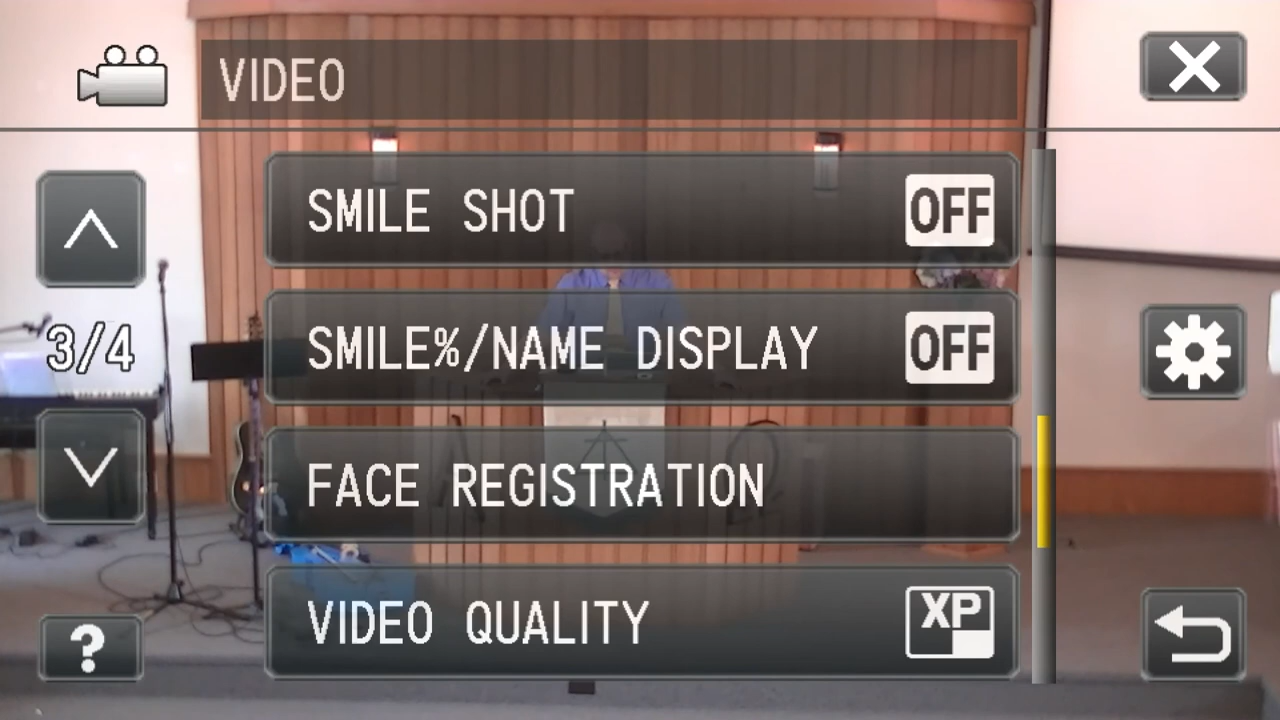 VIDEO
SMILE SHOT OFF
3/4
SMILE%/NAME DISPLAY OFF
FACE REGISTRATION
VIDEO QUALITY XP
?